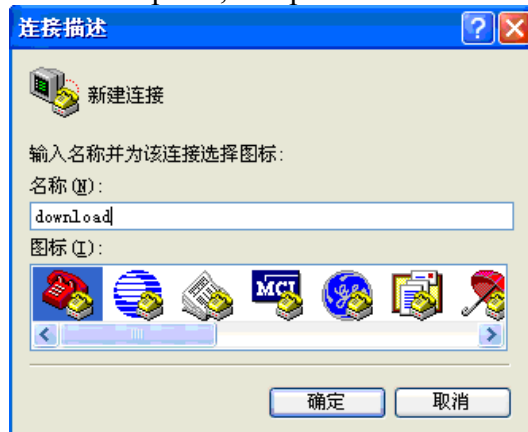 连接描述
新建连接
输入名称并为该连接选择图标:
名称(N):
download
图标(I):
MCI
确定 取消